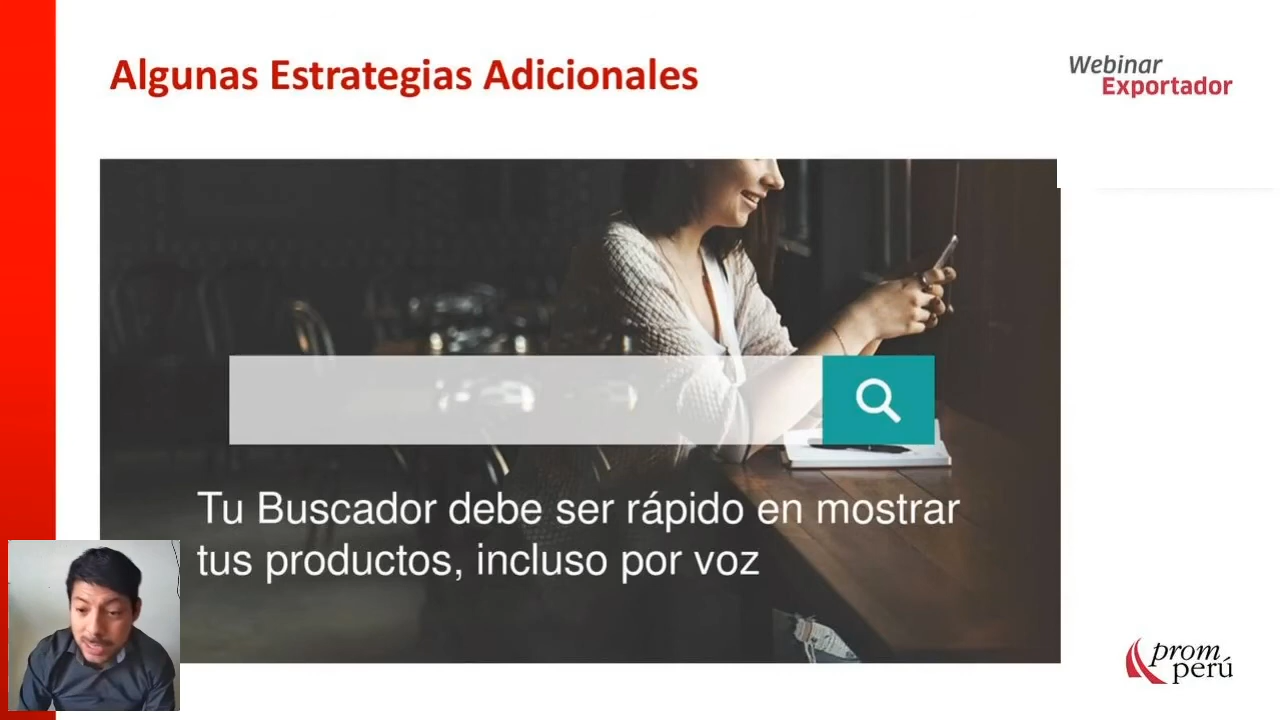 Algunas Estrategias Adicionales
Webinar
Exportador
Tu Buscador debe ser rápido en mostrar
tus productos, incluso por voz
prom
perú